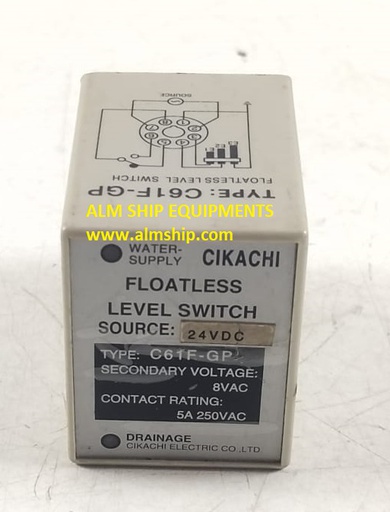 SOURCE
FLOATLESS LEVEL SWITCH
TYPE: C61F-GP
ALM SHIP EQUIPMENTS
www.almship.com
WATER-
SUPPLY
CIKACHI
FLOATLESS
LEVEL SWITCH
SOURCE: 24VDC
TYPE: C61F-GP
SECONDARY VOLTAGE:
8VAC
CONTACT RATING:
5A 250VAC
DRAINAGE
CIKACHI ELECTRIC CO., LTD.